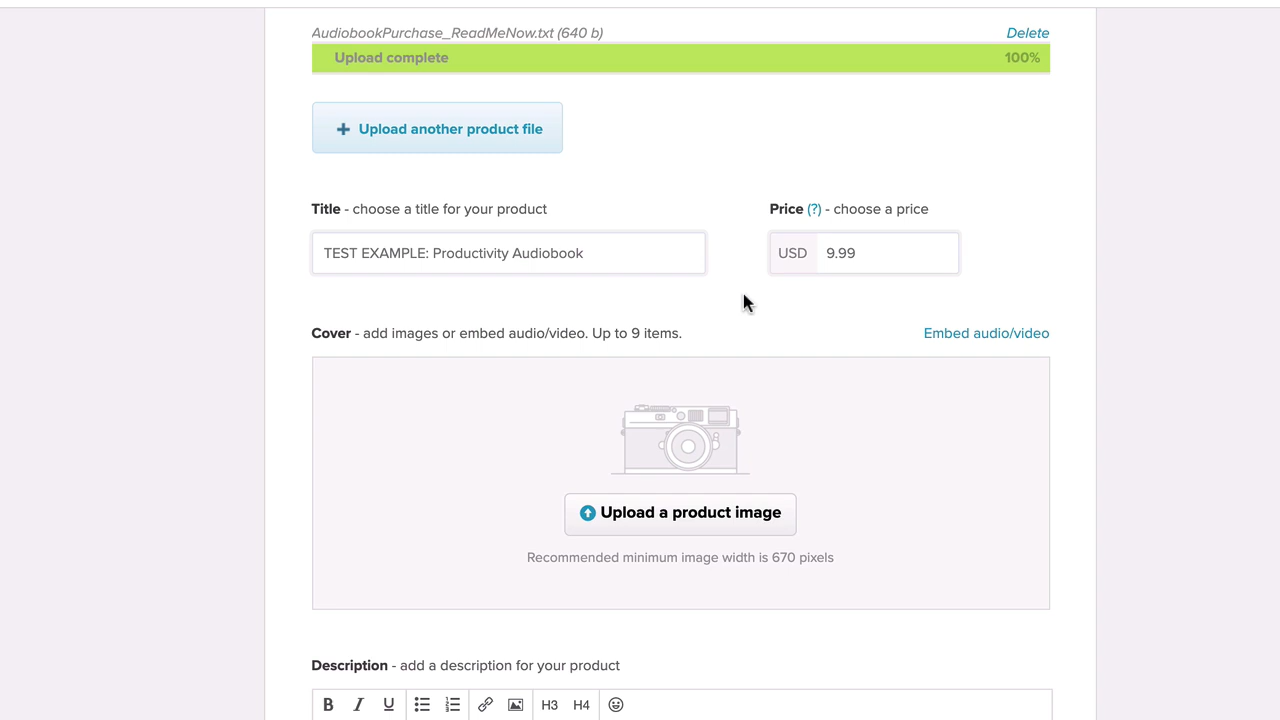 AudiobookPurchase_ReadMeNow.txt (640 b) Delete
Upload complete 100%
+ Upload another product file
Title - choose a title for your product Price (?) - choose a price
TEST EXAMPLE: Productivity Audiobook USD 9.99
Cover - add images or embed audio/video. Up to 9 items. Embed audio/video
Upload a product image
Recommended minimum image width is 670 pixels
Description - add a description for your product
B I U H3 H4